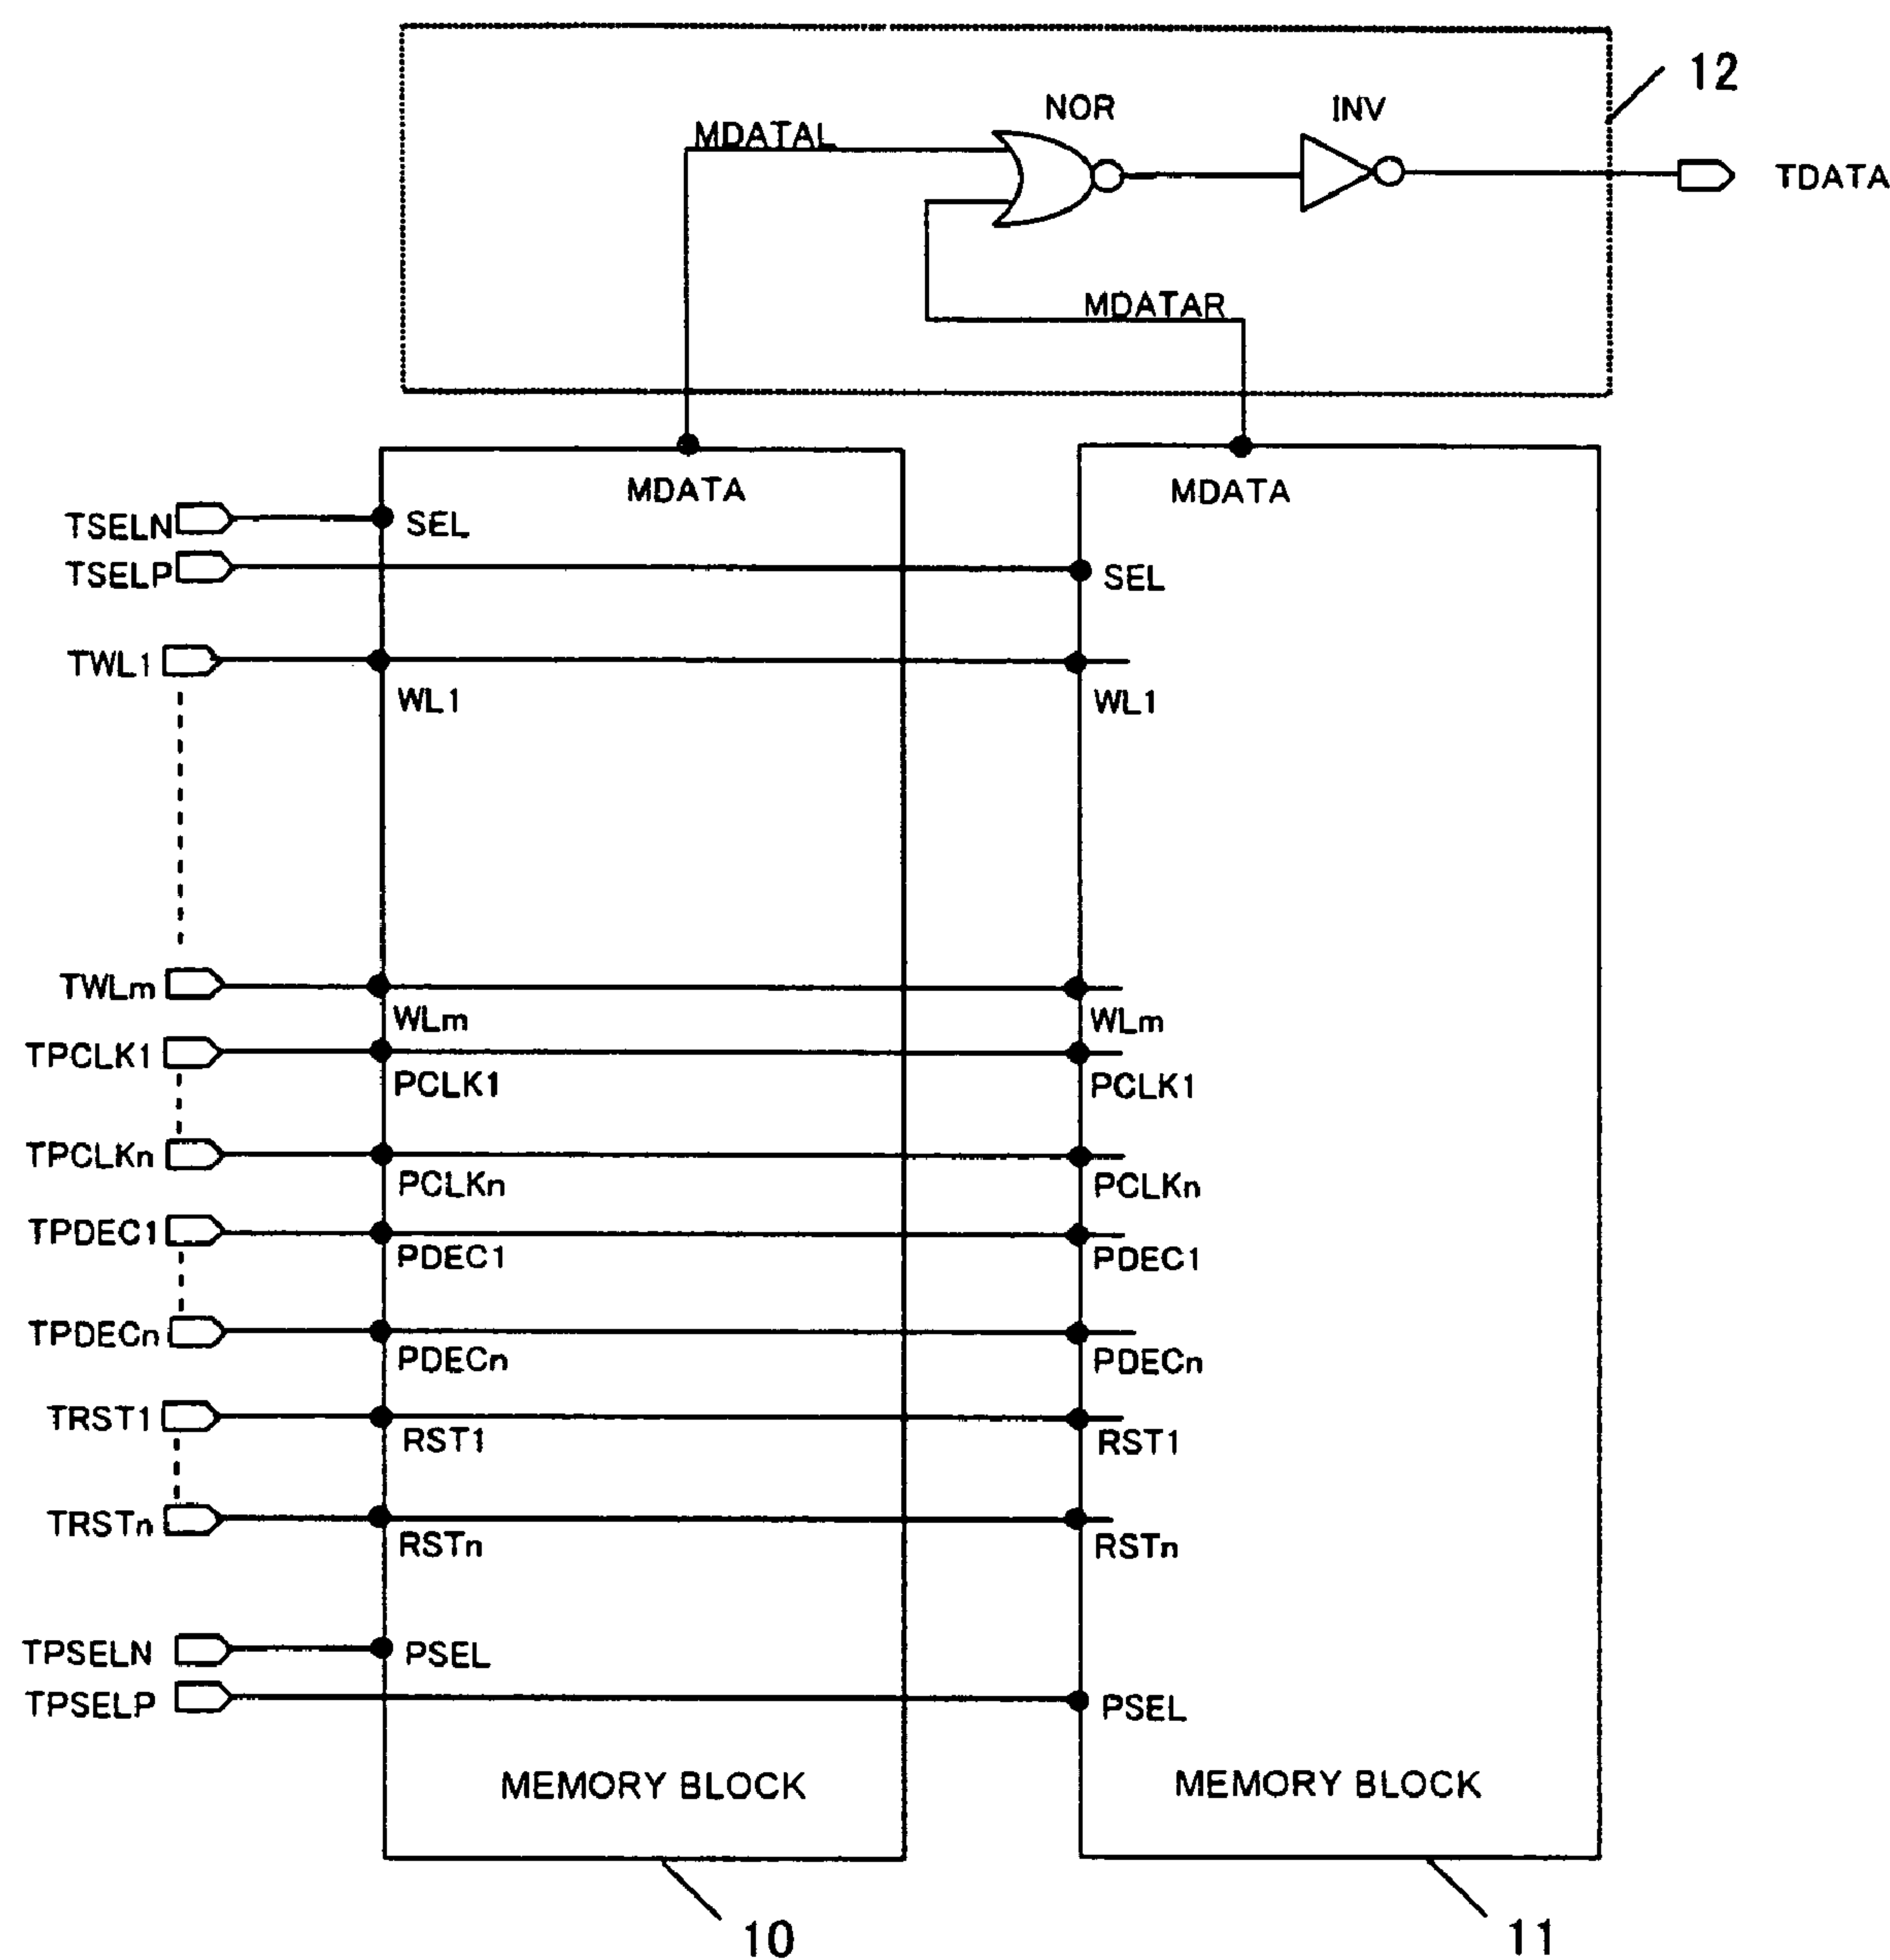 12
NOR INV
MDATAL
TDATA
MDATAR
MDATA MDATA
TSELN SEL
TSELP SEL
TWL1
WL1 WL1
TWLm
WLm WLm
TPCLK1
PCLK1 PCLK1
TPCLKn
PCLKn PCLKn
TPDEC1
PDEC1 PDEC1
TPDECn
PDECn PDECn
TRST1
RST1 RST1
TRSTn
RSTn RSTn
TPSELN PSEL
TPSELP PSEL
MEMORY BLOCK MEMORY BLOCK
10 11